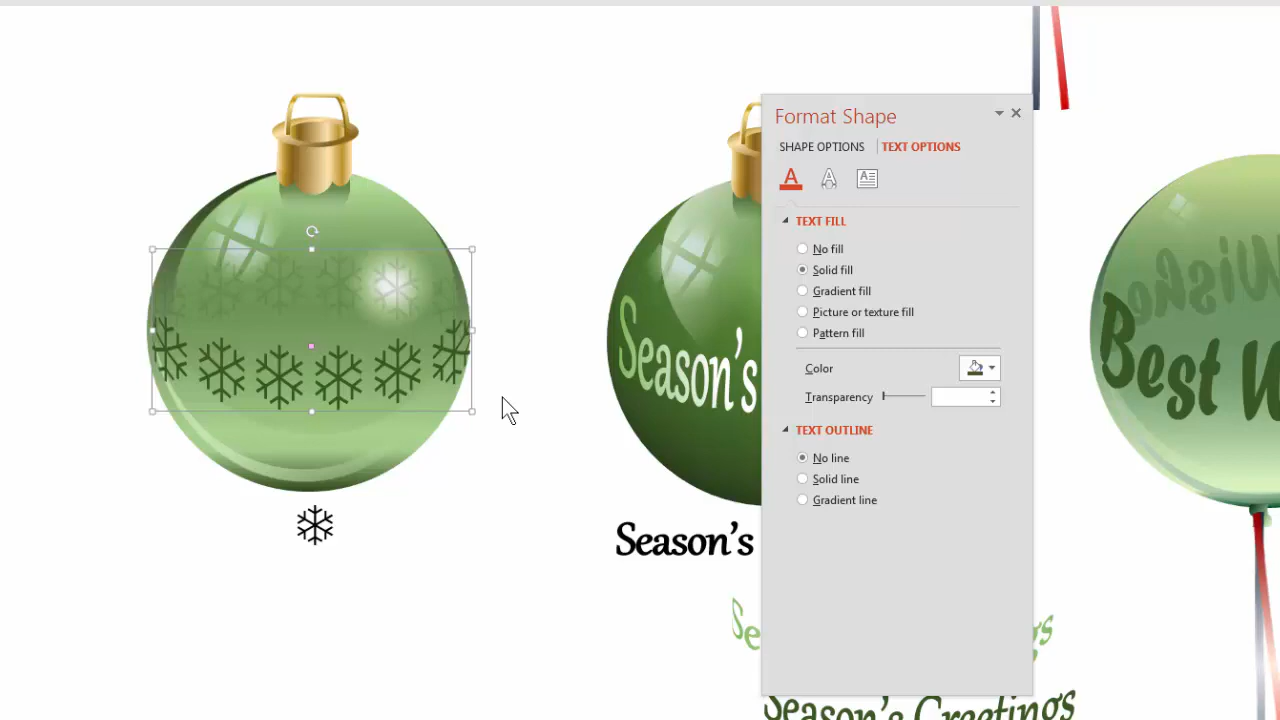 Format Shape
SHAPE OPTIONS
TEXT OPTIONS
TEXT FILL
No fill
Solid fill
Gradient fill
Picture or texture fill
Pattern fill
Color
Transparency
TEXT OUTLINE
No line
Solid line
Gradient line
Season's
Season's
Season's Greetings
Best W
Wishe